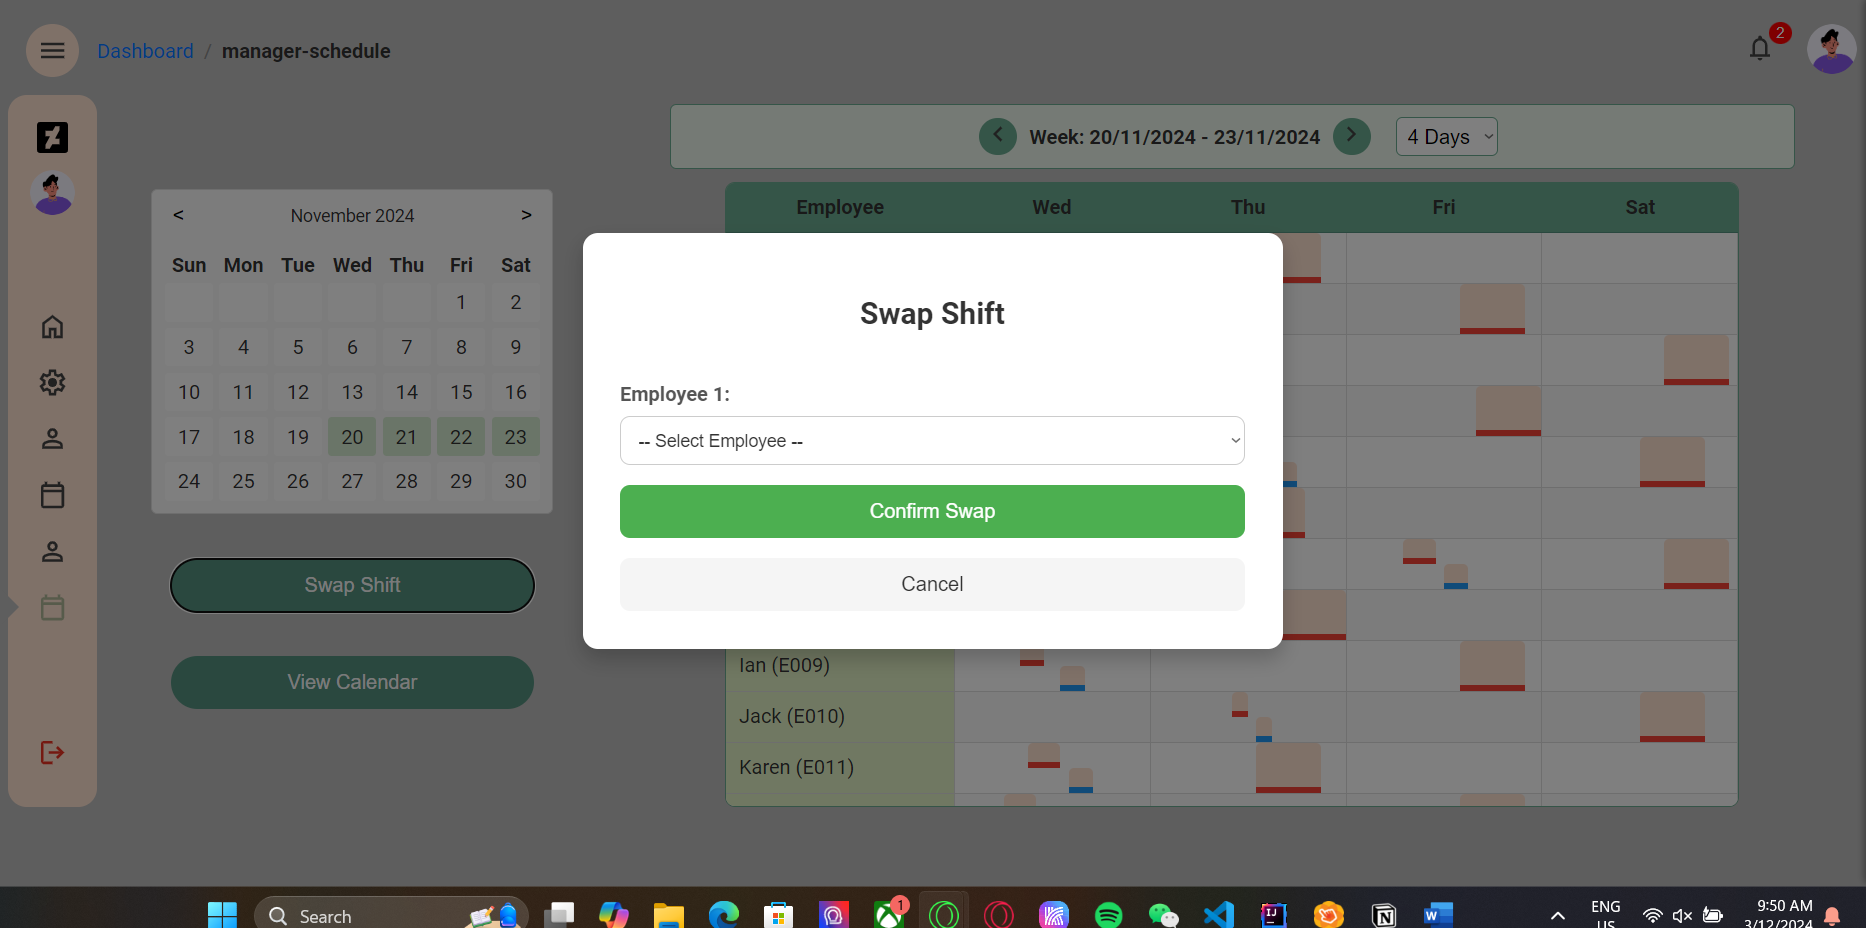 Dashboard / manager-schedule
2
Week: 20/11/2024 - 23/11/2024
4 Days
< November 2024 >
Sun Mon Tue Wed Thu Fri Sat
1 2
3 4 5 6 7 8 9
10 11 12 13 14 15 16
17 18 19 20 21 22 23
24 25 26 27 28 29 30
Swap Shift
View Calendar
Employee Wed Thu Fri Sat
Swap Shift
Employee 1:
-- Select Employee --
Confirm Swap
Cancel
Ian (E009)
Jack (E010)
Karen (E011)
Search
1
IJ
N
W
ENG
US
9:50 AM
3/12/2024